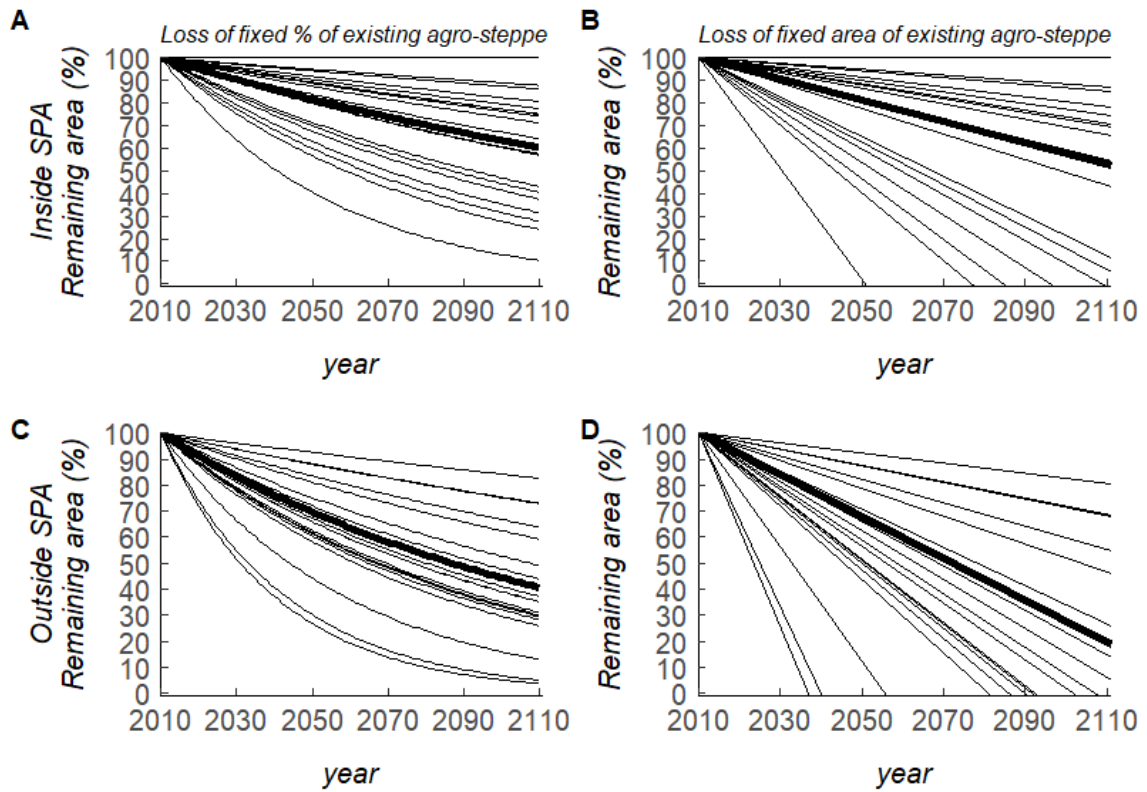 A
Loss of fixed % of existing agro-steppe
Inside SPA
Remaining area (%)
100
90
80
70
60
50
40
30
20
10
0
2010 2030 2050 2070 2090 2110
year
B
Loss of fixed area of existing agro-steppe
Remaining area (%)
100
90
80
70
60
50
40
30
20
10
0
2010 2030 2050 2070 2090 2110
year
C
Outside SPA
Remaining area (%)
100
90
80
70
60
50
40
30
20
10
0
2010 2030 2050 2070 2090 2110
year
D
Remaining area (%)
100
90
80
70
60
50
40
30
20
10
0
2010 2030 2050 2070 2090 2110
year